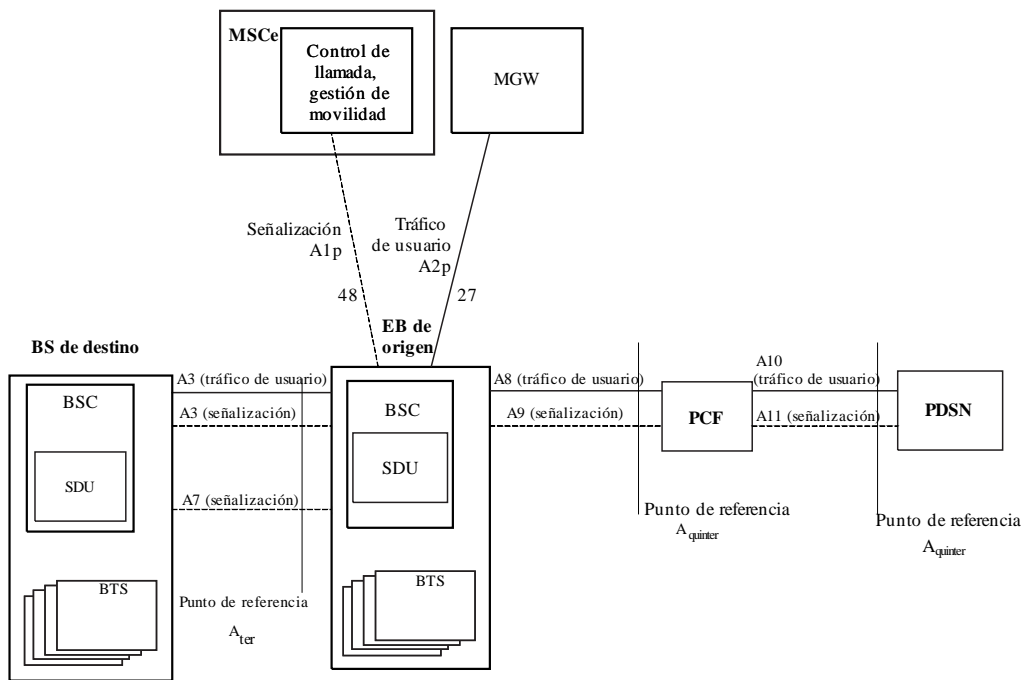 MSCe
Control de
llamada,
gestión de
movilidad
MGW
Señalización
A1p
Tráfico
de usuario
A2p
48
27
EB de
origen
BS de destino
BSC
SDU
BTS
A3 (tráfico de usuario)
A3 (señalización)
A7 (señalización)
Punto de referencia
A ter
BSC
SDU
BTS
A8 (tráfico de usuario)
A9 (señalización)
PCF
A10
(tráfico de usuario)
A11 (señalización)
PDSN
Punto de referencia
A quinter
Punto de referencia
A quinter